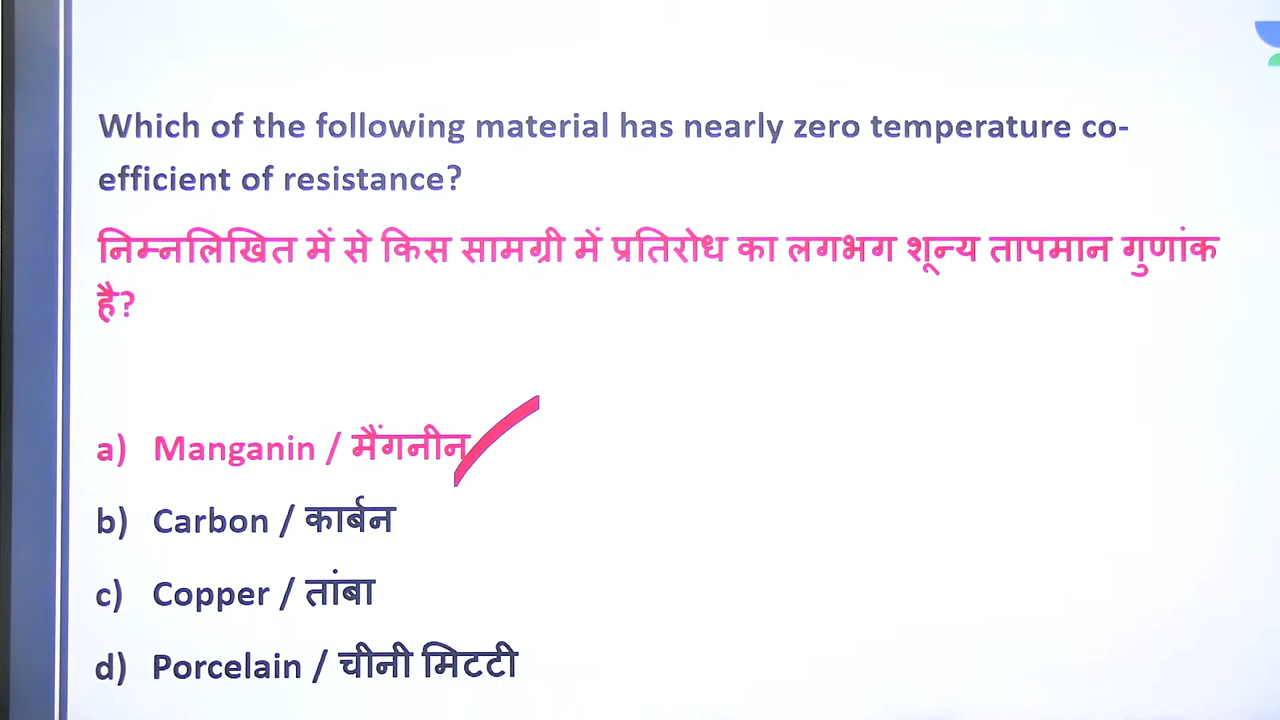 Which of the following material has nearly zero temperature co-
efficient of resistance?
निम्नलिखित में से किस सामग्री में प्रतिरोध का लगभग शून्य तापमान गुणांक
है?
a) Manganin / मैंगनीन
b) Carbon / कार्बन
c) Copper / तांबा
d) Porcelain / चीनी मिटटी